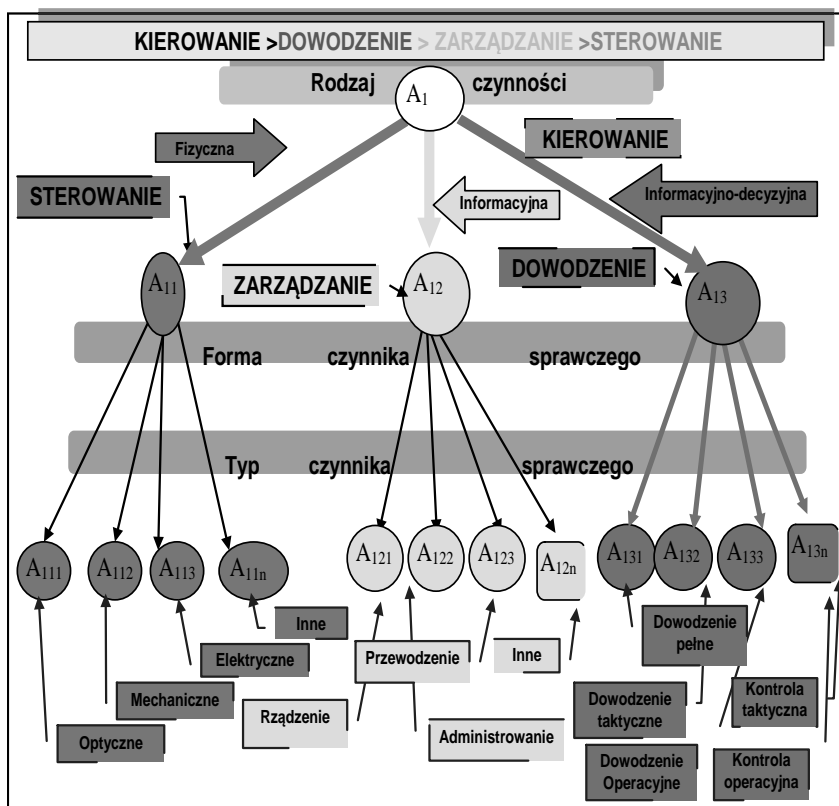 KIEROWANIE >DOWODZENIE > ZARZĄDZANIE >STEROWANIE
Rodzaj czynności
A1
KIEROWANIE
Fizyczna
STEROWANIE
Informacyjna
Informacyjno-decyzyjna
A11
ZARZĄDZANIE
A12
DOWODZENIE
A13
Forma czynnika sprawczego
Typ czynnika sprawczego
A111
A112
A113
A11n
A121
A122
A123
A12n
A131
A132
A133
A13n
Inne
Elektryczne
Mechaniczne
Optyczne
Przewodzenie
Inne
Rządzenie
Administrowanie
Dowodzenie
pełne
Dowodzenie
taktyczne
Kontrola
taktyczna
Dowodzenie
Operacyjne
Kontrola
operacyjna